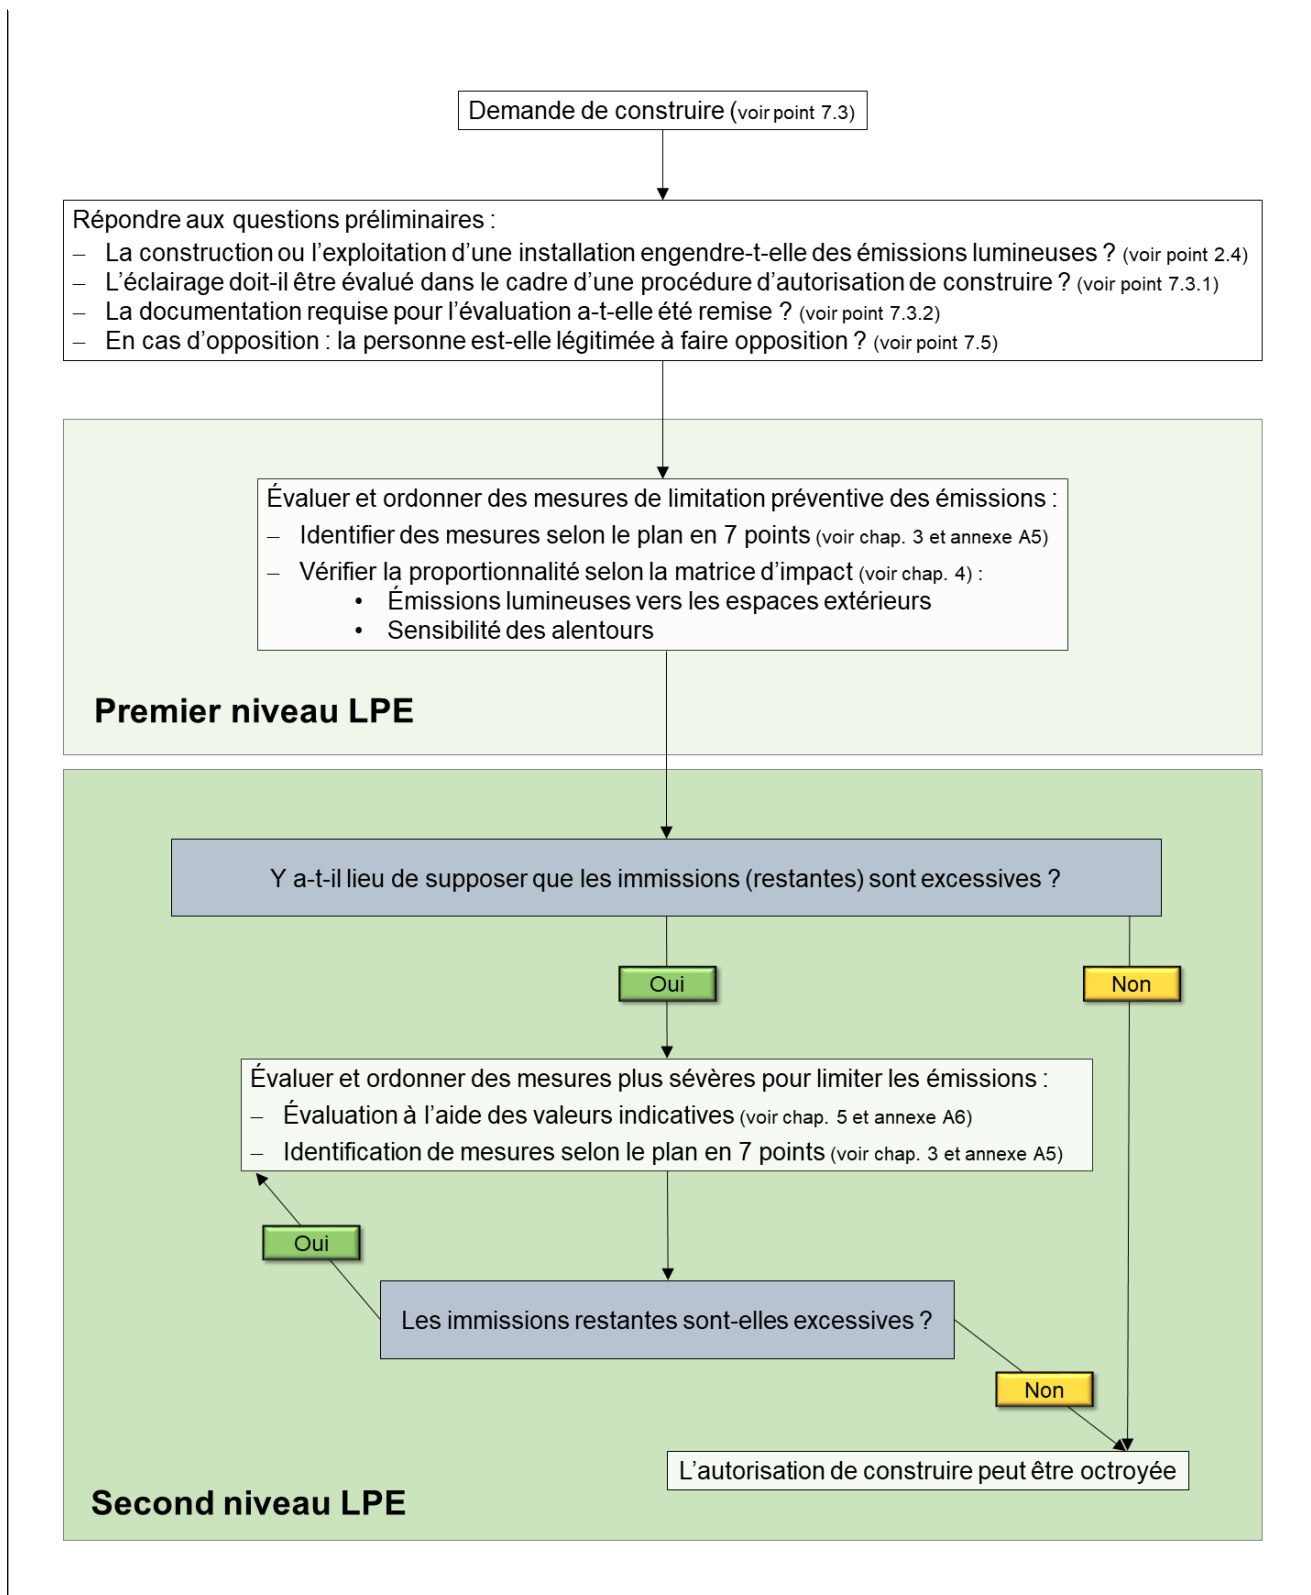 Demande de construire (voir point 7.3)
Répondre aux questions préliminaires :
– La construction ou l’exploitation d’une installation engendre-t-elle des émissions lumineuses ? (voir point 2.4)
– L’éclairage doit-il être évalué dans le cadre d’une procédure d’autorisation de construire ? (voir point 7.3.1)
– La documentation requise pour l’évaluation a-t-elle été remise ? (voir point 7.3.2)
– En cas d’opposition : la personne est-elle légitimée à faire opposition ? (voir point 7.5)
Évaluer et ordonner des mesures de limitation préventive des émissions :
– Identifier des mesures selon le plan en 7 points (voir chap. 3 et annexe A5)
– Vérifier la proportionnalité selon la matrice d’impact (voir chap. 4) :
• Émissions lumineuses vers les espaces extérieurs
• Sensibilité des alentours
Premier niveau LPE
Y a-t-il lieu de supposer que les immissions (restantes) sont excessives ?
Oui
Non
Évaluer et ordonner des mesures plus sévères pour limiter les émissions :
– Évaluation à l’aide des valeurs indicatives (voir chap. 5 et annexe A6)
– Identification de mesures selon le plan en 7 points (voir chap. 3 et annexe A5)
Oui
Les immissions restantes sont-elles excessives ?
Non
L’autorisation de construire peut être octroyée
Second niveau LPE